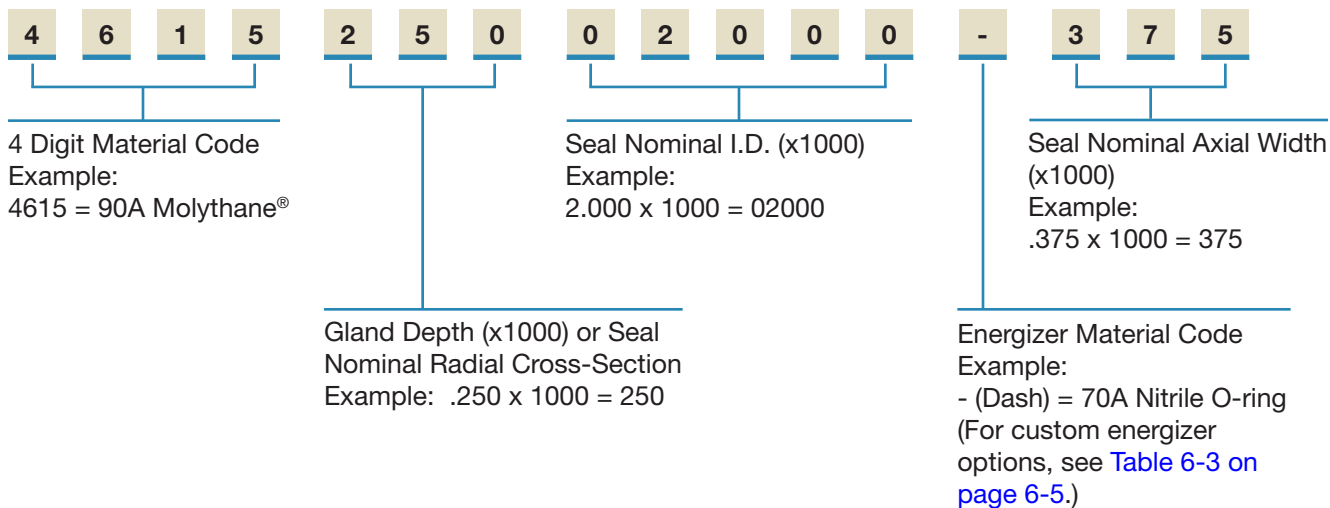 4 6 1 5 2 5 0 0 2 0 0 0 - 3 7 5
4 Digit Material Code
Example:
4615 = 90A Molythane®
Seal Nominal I.D. (x1000)
Example:
2.000 x 1000 = 02000
Seal Nominal Axial Width
(x1000)
Example:
.375 x 1000 = 375
Gland Depth (x1000) or Seal
Nominal Radial Cross-Section
Example: .250 x 1000 = 250
Energizer Material Code
Example:
- (Dash) = 70A Nitrile O-ring
(For custom energizer
options, see Table 6-3 on
page 6-5.)